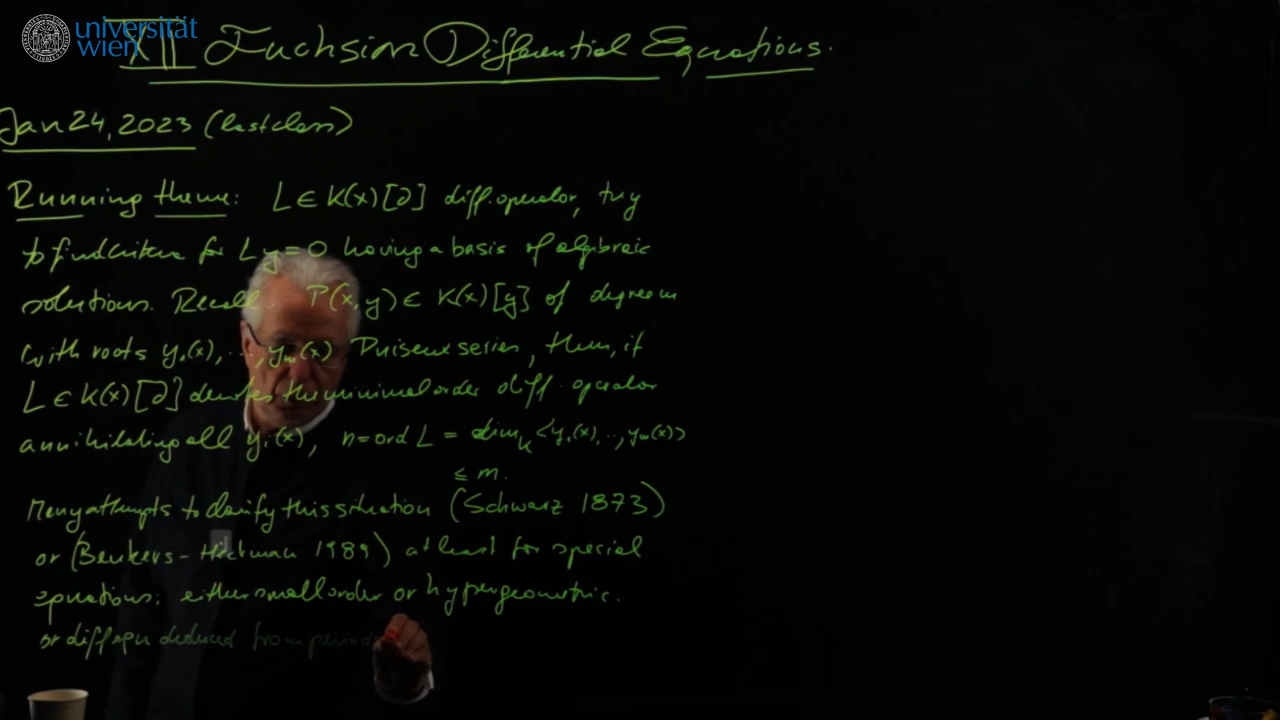 universität
wien
XII Fuchsian Differential Equations.
Jan 24, 2023 (last class)
Running theme: L ∈ K(x)[∂] diff. operator, try
to find criteria for Ly = 0 having a basis of algebraic
solutions. Recall: P(x,y) ∈ K(x)[y] of degree m
with roots y₁(x), ..., yₘ(x) Puiseux series, then, if
L ∈ K(x)[∂] denotes the minimal order diff. operator
annihilating all yᵢ(x), n = ord L = dim_K <y₁(x), .., yₘ(x)>
≤ m.
Many attempts to clarify this situation (Schwarz 1873)
or (Beukers-Heckman 1989) at least for special
equations: either small order or hypergeometric.
or diff. equ deduced from period